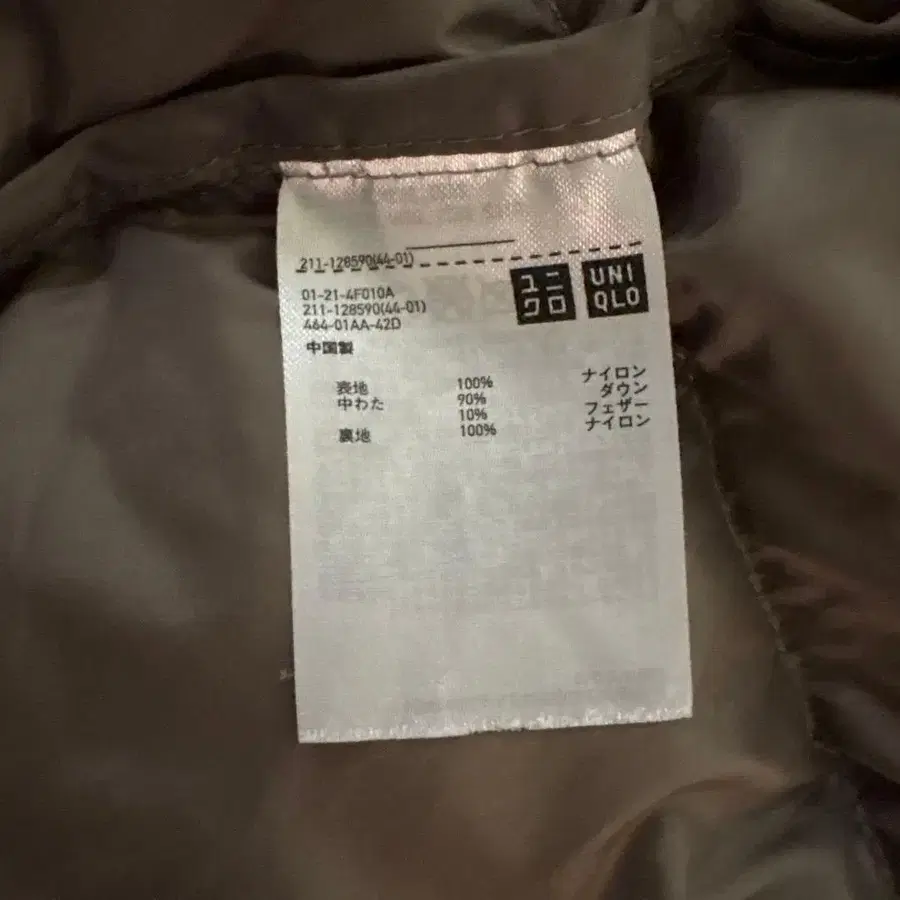 211-128590(44-01)
ユニ
クロ
UNI
QLO
01-21-4F010A
211-128590(44-01)
464-01AA-42D
中国製
表地 100% ナイロン
中わた 90% ダウン
10% フェザー
裏地 100% ナイロン